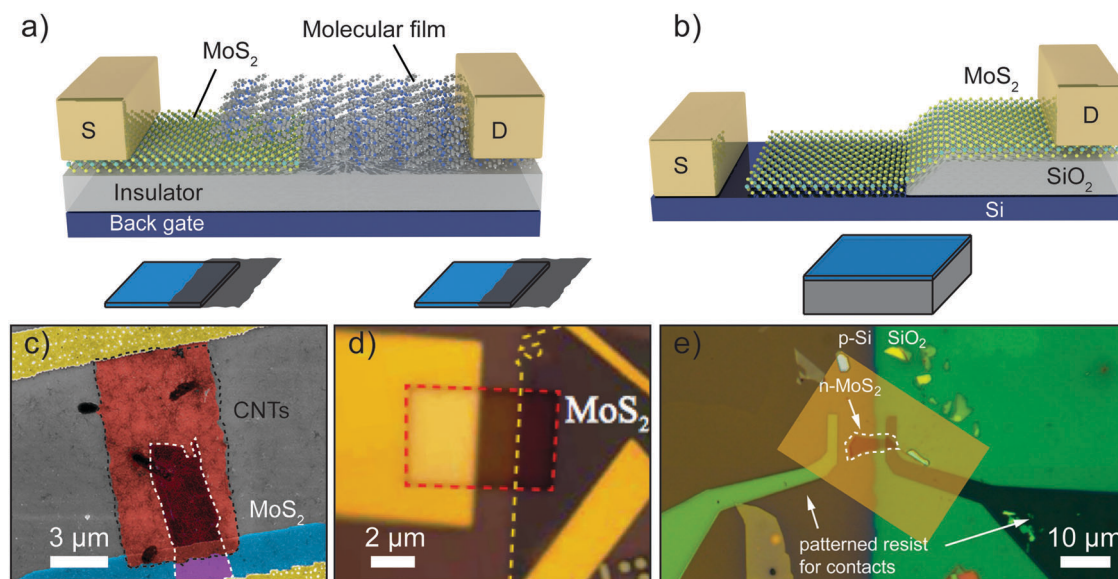 a)
Molecular film
MoS₂
S
D
Insulator
Back gate
b)
MoS₂
D
S
SiO₂
Si
c)
CNTs
MoS₂
3 μm
d)
MoS₂
2 μm
e)
p-Si
SiO₂
n-MoS₂
patterned resist
for contacts
10 μm